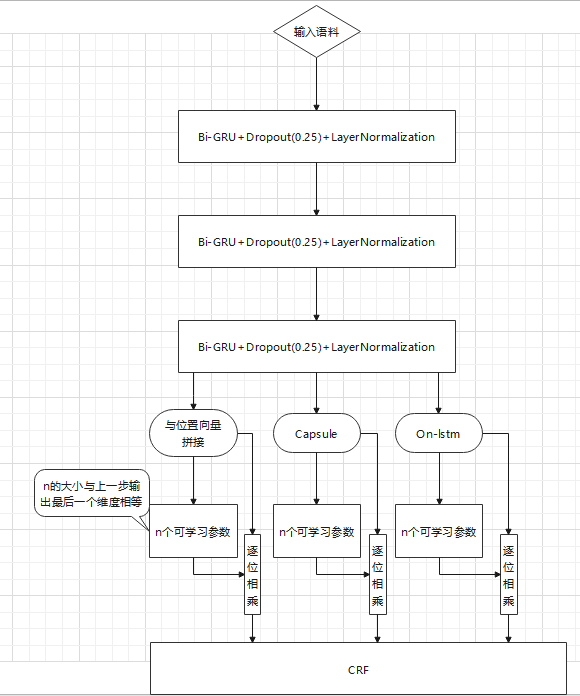 输入语料
Bi-GRU+Dropout(0.25)+LayerNormalization
Bi-GRU+Dropout(0.25)+LayerNormalization
Bi-GRU+Dropout(0.25)+LayerNormalization
与位置向量
拼接
Capsule
On-lstm
n的大小与上一步输
出最后一个维度相等
n个可学习参数
n个可学习参数
n个可学习参数
逐
位
相
乘
逐
位
相
乘
逐
位
相
乘
CRF